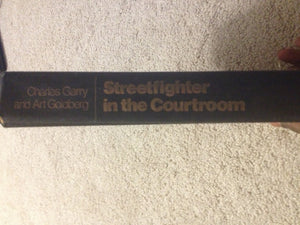 Charles Garry
and Art Goldberg
Streetfighter
in the Courtroom